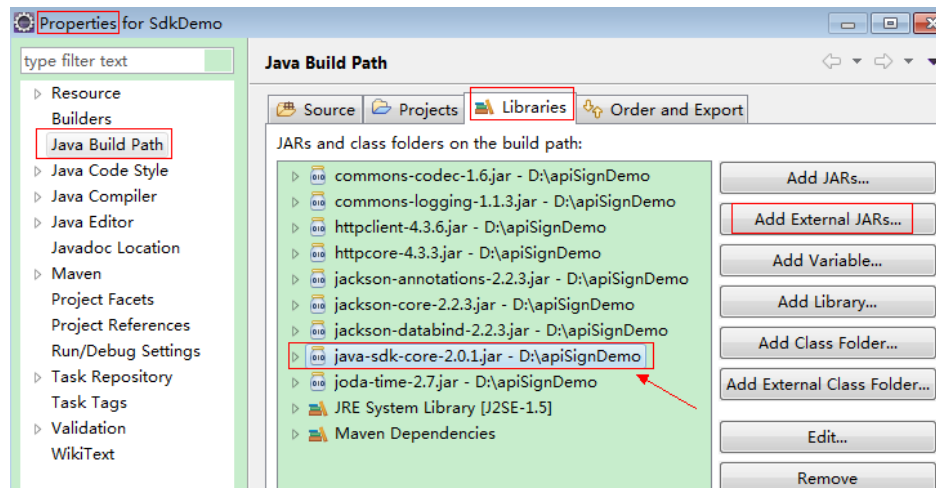 Properties for SdkDemo
type filter text
Resource
Builders
Java Build Path
Java Code Style
Java Compiler
Java Editor
Javadoc Location
Maven
Project Facets
Project References
Run/Debug Settings
Task Repository
Task Tags
Validation
WikiText
Java Build Path
Source Projects Libraries Order and Export
JARs and class folders on the build path:
commons-codec-1.6.jar - D:\apiSignDemo
commons-logging-1.1.3.jar - D:\apiSignDemo
httpclient-4.3.6.jar - D:\apiSignDemo
httpcore-4.3.3.jar - D:\apiSignDemo
jackson-annotations-2.2.3.jar - D:\apiSignDemo
jackson-core-2.2.3.jar - D:\apiSignDemo
jackson-databind-2.2.3.jar - D:\apiSignDemo
java-sdk-core-2.0.1.jar - D:\apiSignDemo
joda-time-2.7.jar - D:\apiSignDemo
JRE System Library [J2SE-1.5]
Maven Dependencies
Add JARs...
Add External JARs...
Add Variable...
Add Library...
Add Class Folder...
Add External Class Folder...
Edit...
Remove